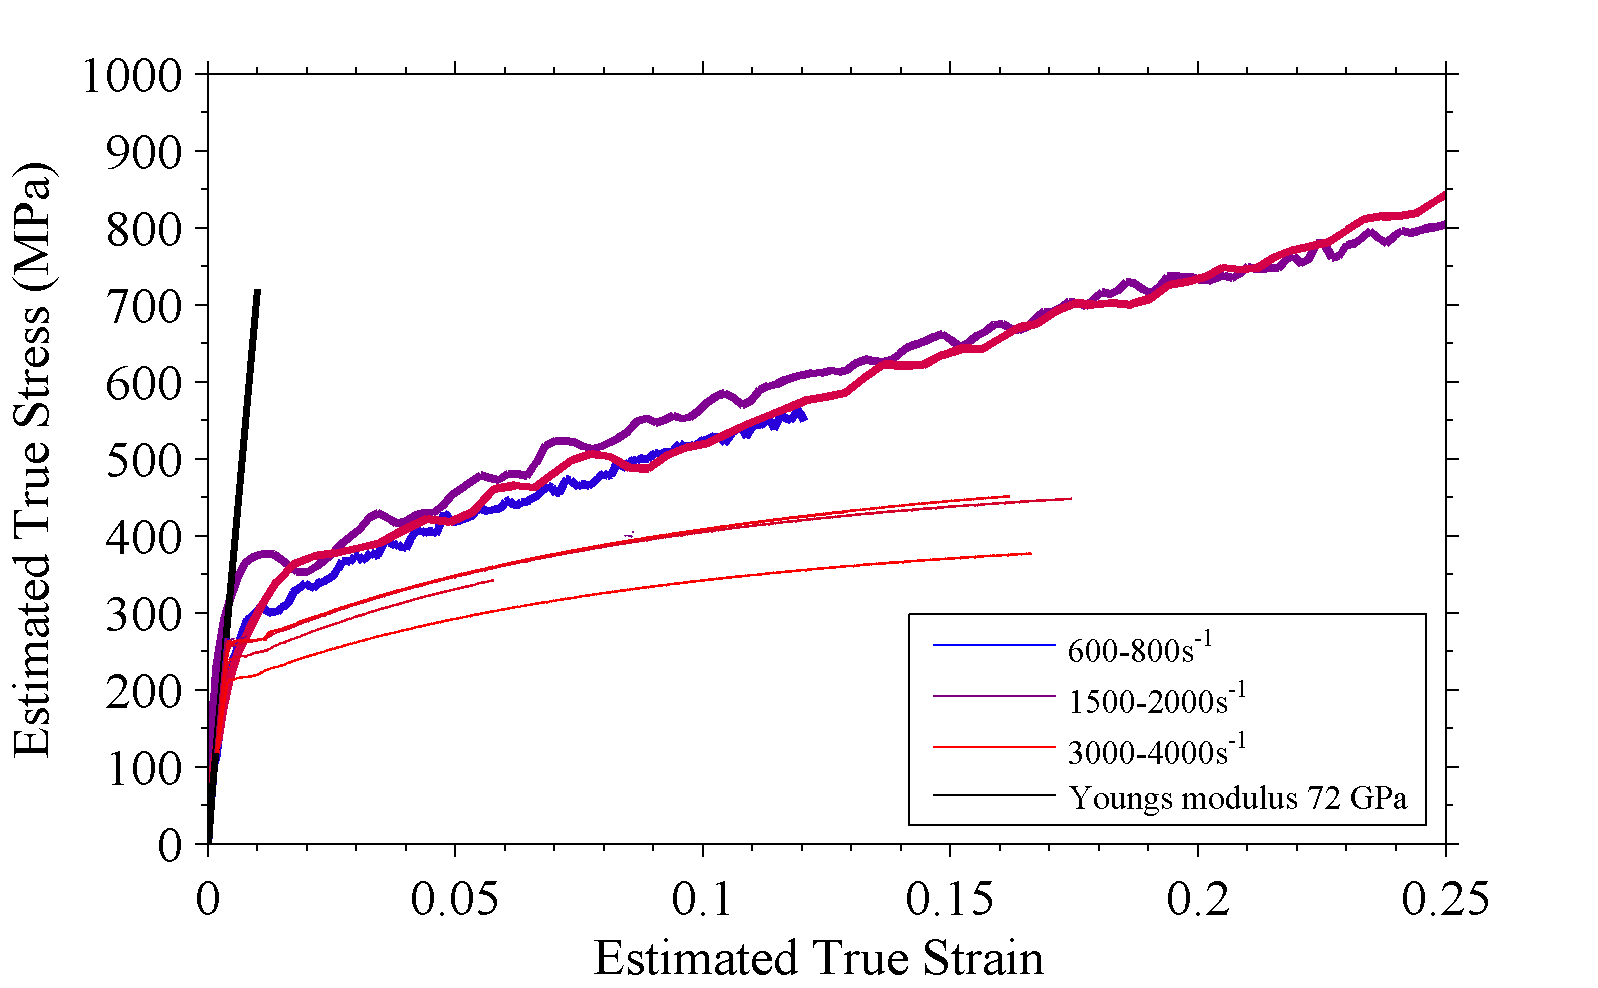 1000
900
800
700
600
500
400
300
200
100
0
Estimated True Stress (MPa)
600-800s-1
1500-2000s-1
3000-4000s-1
Youngs modulus 72 GPa
0 0.05 0.1 0.15 0.2 0.25
Estimated True Strain